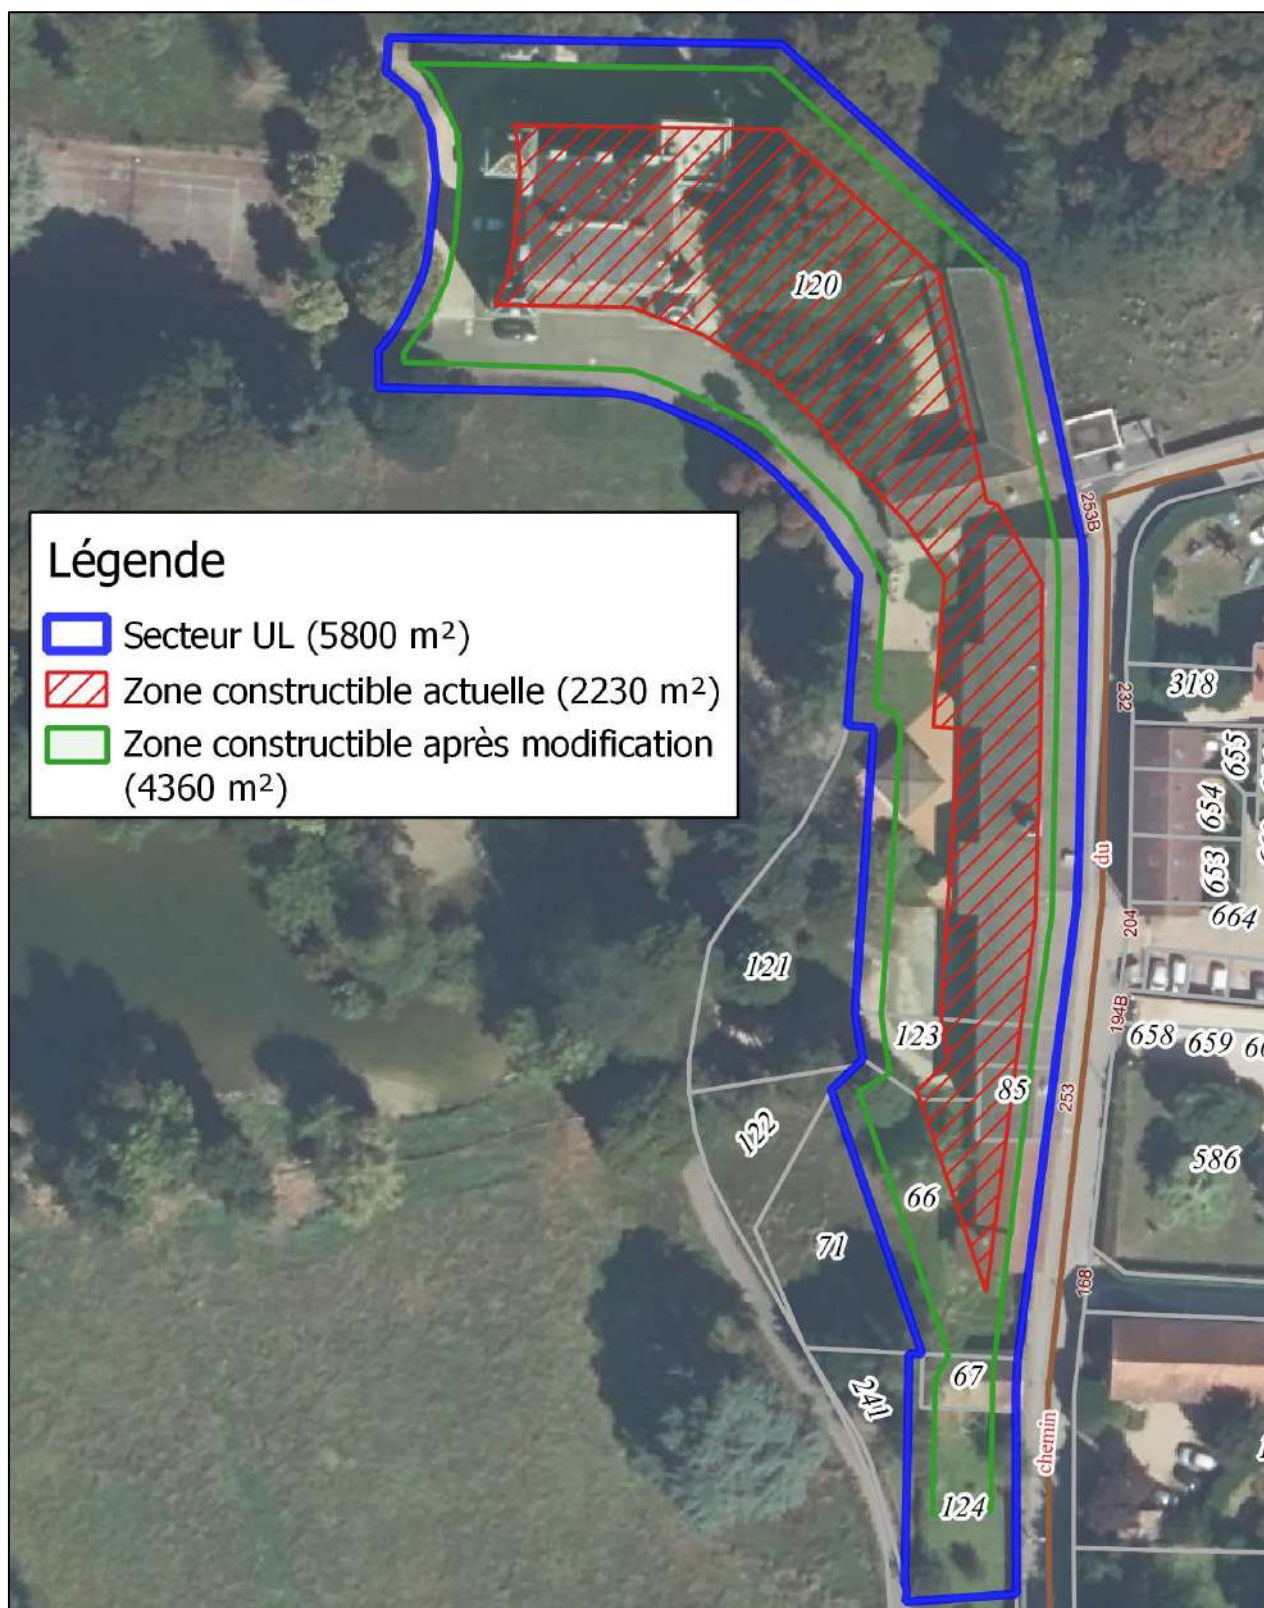 120
253B
Légende
Secteur UL (5800 m²)
Zone constructible actuelle (2230 m²)
Zone constructible après modification
(4360 m²)
318
232
655
654
du
653
664
204
121
194B
123
658
659
85
253
122
586
66
71
168
67
241
chemin
124